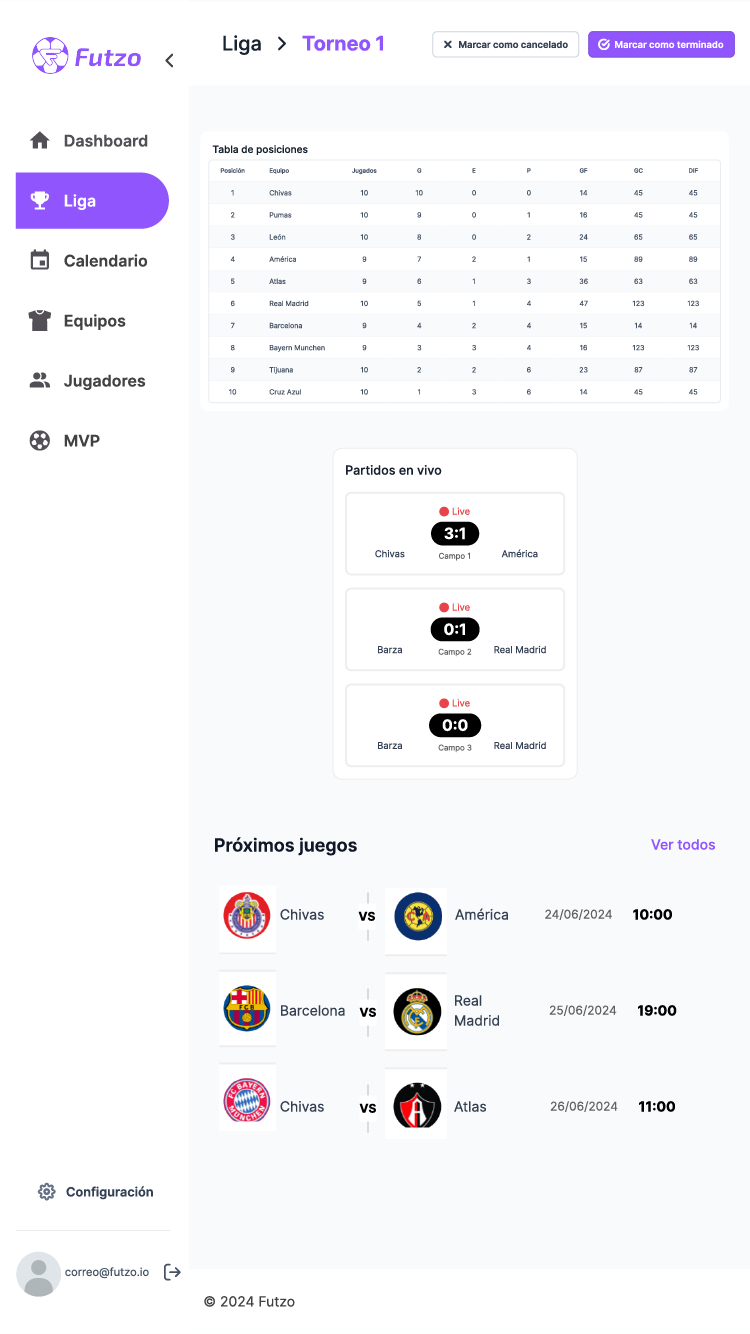 Futzo
Liga > Torneo 1
Marcar como cancelado
Marcar como terminado
Dashboard
Liga
Calendario
Equipos
Jugadores
MVP
Tabla de posiciones
Posición Equipo Jugados G E P GF GC DIF
1 Chivas 10 10 0 0 14 45 45
2 Pumas 10 9 0 1 16 45 45
3 León 10 8 0 2 24 65 65
4 América 9 7 2 1 15 89 89
5 Atlas 9 6 1 3 36 63 63
6 Real Madrid 10 5 1 4 47 123 123
7 Barcelona 9 4 2 4 15 14 14
8 Bayern Munchen 9 3 3 4 16 123 123
9 Tijuana 10 2 2 6 23 87 87
10 Cruz Azul 10 1 3 6 14 45 45
Partidos en vivo
Live
3:1
Chivas Campo 1 América
Live
0:1
Barza Campo 2 Real Madrid
Live
0:0
Barza Campo 3 Real Madrid
Próximos juegos
Ver todos
Chivas VS América 24/06/2024 10:00
FCB
Barcelona VS Real Madrid 25/06/2024 19:00
FC BAYERN MÜNCHEN
Chivas VS A Atlas 26/06/2024 11:00
Configuración
correo@futzo.io
© 2024 Futzo